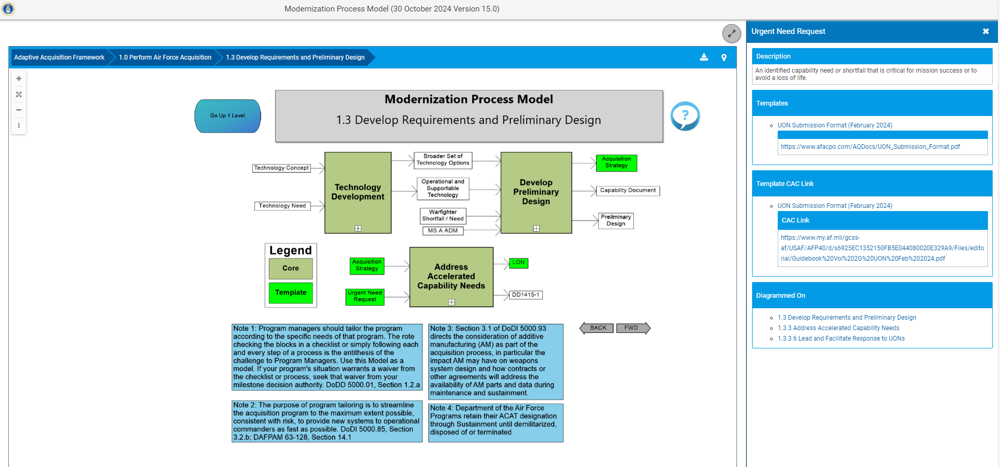 Modernization Process Model (30 October 2024 Version 15.0)
Adaptive Acquisition Framework
1.0 Perform Air Force Acquisition
1.3 Develop Requirements and Preliminary Design
Go Up 1 Level
Modernization Process Model
1.3 Develop Requirements and Preliminary Design
?
Technology Concept
Technology Need
Technology
Development
Broader Set of
Technology Options
Operational and
Supportable
Technology
Warfighter
Shortfall / Need
MS A ADM
Develop
Preliminary
Design
Acquisition
Strategy
Capability Document
Preliminary
Design
Legend
Core
Template
Acquisition
Strategy
Urgent Need
Request
Address
Accelerated
Capability Needs
LON
DD1415-1
Note 1: Program managers should tailor the program
according to the specific needs of that program. The rote
checking the blocks in a checklist or simply following each
and every step of a process is the antithesis of the
challenge to Program Managers. Use this Model as a
model. If your program's situation warrants a waiver from
the checklist or process, seek that waiver from your
milestone decision authority. DoDD 5000.01, Section 1.2.a
Note 2: The purpose of program tailoring is to streamline
the acquisition program to the maximum extent possible,
consistent with risk, to provide new systems to operational
commanders as fast as possible. DoDI 5000.85, Section
3.2.b; DAFPAM 63-128, Section 14.1
Note 3: Section 3.1 of DoDI 5000.93
directs the consideration of additive
manufacturing (AM) as part of the
acquisition process, in particular the
impact AM may have on weapons
system design and how contracts or
other agreements will address the
availability of AM parts and data during
maintenance and sustainment.
Note 4: Department of the Air Force
Programs retain their ACAT designation
through Sustainment until demilitarized,
disposed of or terminated
BACK
FWD
Urgent Need Request
Description
An identified capability need or shortfall that is critical for mission success or to
avoid a loss of life.
Templates
UON Submission Format (February 2024)
https://www.afacpo.com/AQDocs/UON_Submission_Format.pdf
Template CAC Link
UON Submission Format (February 2024)
CAC Link
https://www.my.af.mil/gcss-
af/USAF/AFP40/d/s6925EC1352150FB5E044080020E329A9/Files/edito
rial/Guidebook%20Vol%202G%20UON%20Feb%202024.pdf
Diagrammed On
1.3 Develop Requirements and Preliminary Design
1.3.3 Address Accelerated Capability Needs
1.3.3.6 Lead and Facilitate Response to UONs